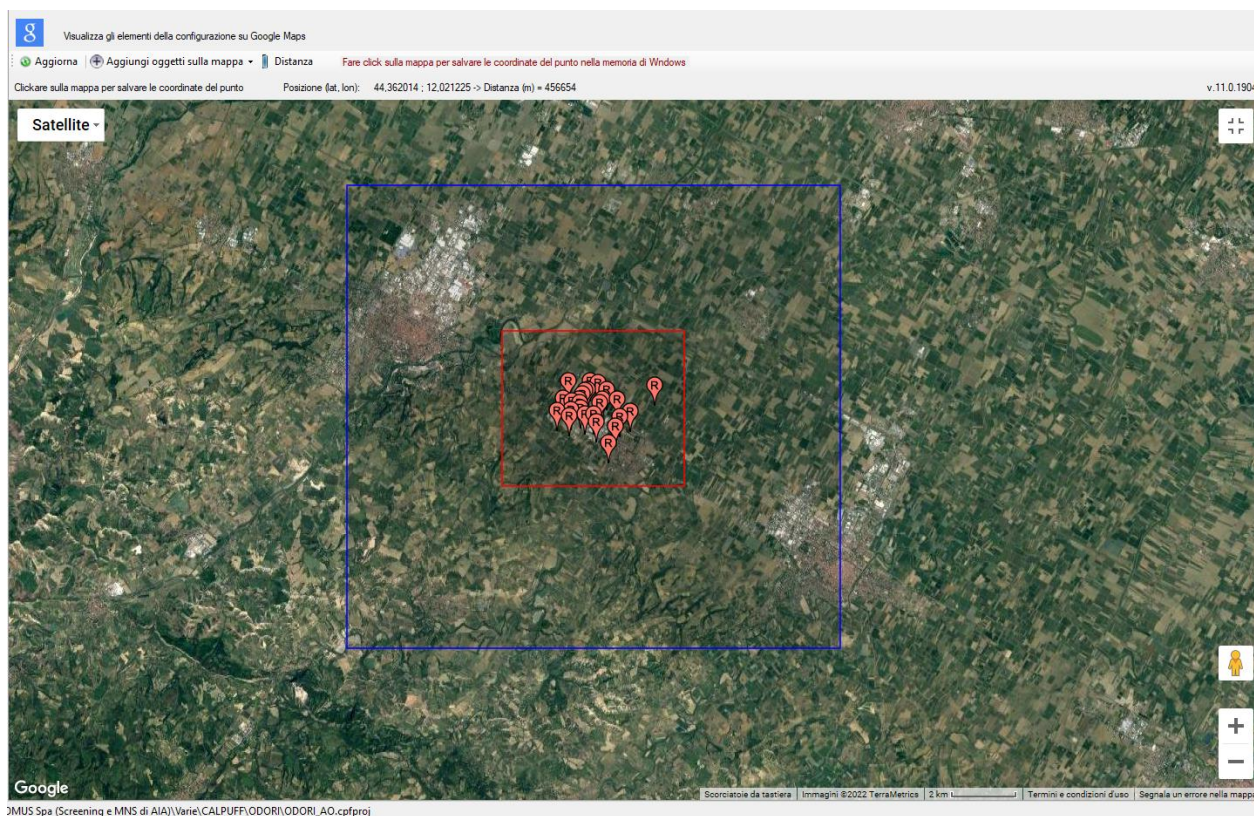 g Visualizza gli elementi della configurazione su Google Maps
Aggiorna Aggiungi oggetti sulla mappa Distanza Fare click sulla mappa per salvare le coordinate del punto nella memoria di Wndows
Clickare sulla mappa per salvare le coordinate del punto Posizione (lat, lon): 44,362014 ; 12,021225 -> Distanza (m) = 456654 v.11.0.1904
Satellite
R R R R R R R R R R R R R R R R R R R R
Google
Scorciatoie da tastiera Immagini ©2022 TerraMetrics 2 km Termini e condizioni d'uso Segnala un errore nella mappa
OMUS Spa (Screening e MNS di AIA)\Varie\CALPUFF\ODORI\ODORI_AO.cpfproj